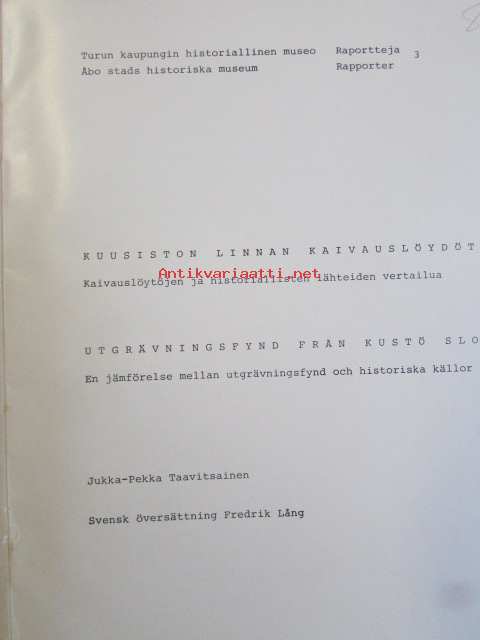 Turun kaupungin historiallinen museo Raportteja 3
Åbo stads historiska museum Rapporter
KUUSISTON LINNAN KAIVAUSLÖYDÖT
Antikvariaatti.net
Kaivauslöytöjen ja historiallisten lähteiden vertailua
UTGRÄVNINGSFYND FRÅN KUSTÖ SLO
En jämförelse mellan utgrävningsfynd och historiska källor
Jukka-Pekka Taavitsainen
Svensk översättning Fredrik Lång